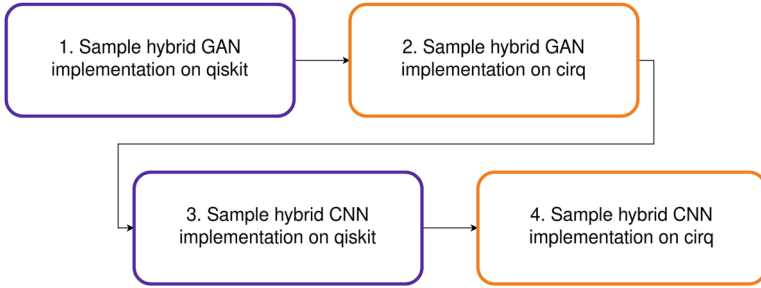 1. Sample hybrid GAN
implementation on qiskit
2. Sample hybrid GAN
implementation on cirq
3. Sample hybrid CNN
implementation on qiskit
4. Sample hybrid CNN
implementation on cirq